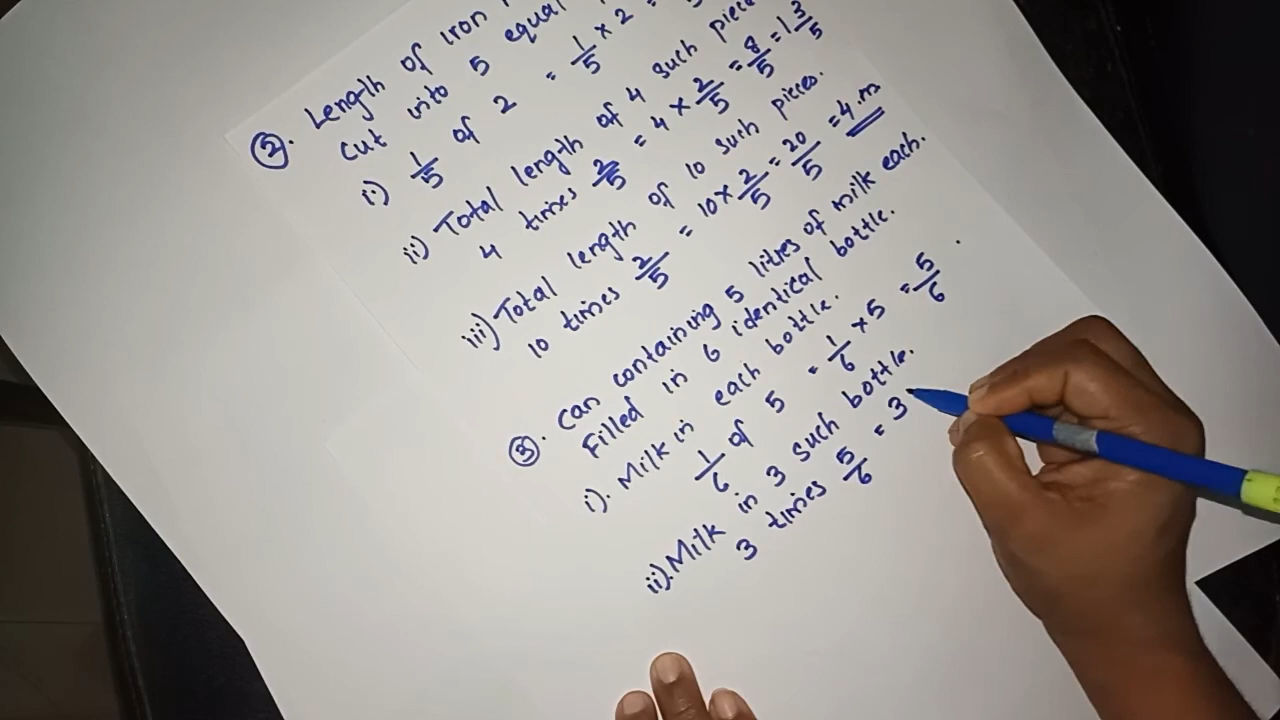 ②. Length of Iron
cut into 5 equal
i) 1/5 of 2 = 1/5 × 2 =
ii) Total length of 4 such piece
4 times 2/5 = 4 × 2/5 = 8/5 = 1 3/5
iii) Total length of 10 such pieces.
10 times 2/5 = 10 × 2/5 = 20/5 = 4 m
③. Can containing 5 litres of milk each.
Filled in 6 identical bottle.
i). Milk in each bottle.
1/6 of 5 = 1/6 × 5 = 5/6
ii). Milk in 3 such bottle.
3 times 5/6 = 3